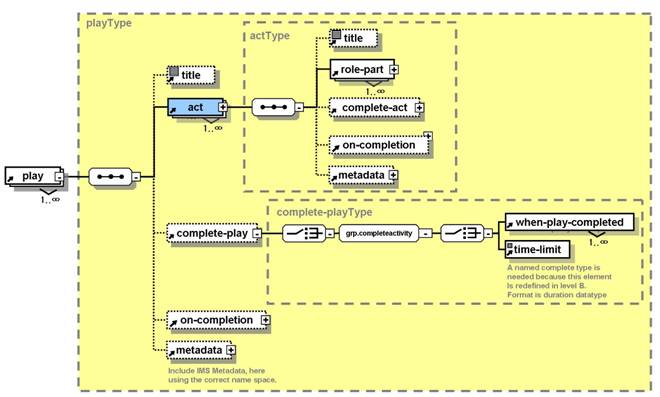 playType
actType
title
role-part
1..∞
complete-act
on-completion
metadata
title
act
1..∞
play
1..∞
complete-playType
complete-play
grp.completeactivity
when-play-completed
1..∞
time-limit
A named complete type is
needed because this element
Is redefined in level B.
Format is duration datatype
on-completion
metadata
Include IMS Metadata, here
using the correct name space.